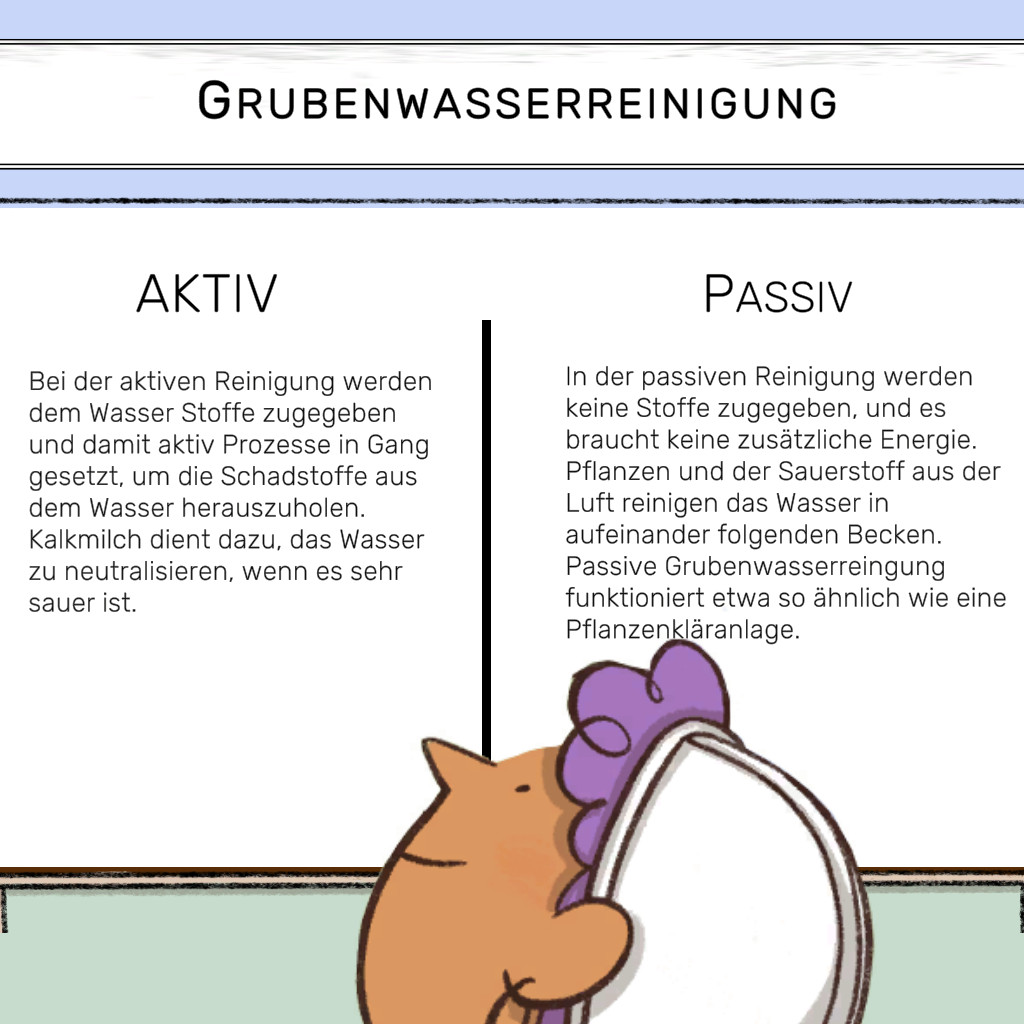 GRUBENWASSERREINIGUNG
AKTIV
Bei der aktiven Reinigung werden
dem Wasser Stoffe zugegeben
und damit aktiv Prozesse in Gang
gesetzt, um die Schadstoffe aus
dem Wasser herauszuholen.
Kalkmilch dient dazu, das Wasser
zu neutralisieren, wenn es sehr
sauer ist.
PASSIV
In der passiven Reinigung werden
keine Stoffe zugegeben, und es
braucht keine zusätzliche Energie.
Pflanzen und der Sauerstoff aus der
Luft reinigen das Wasser in
aufeinander folgenden Becken.
Passive Grubenwasserreingung
funktioniert etwa so ähnlich wie eine
Pflanzenkläranlage.